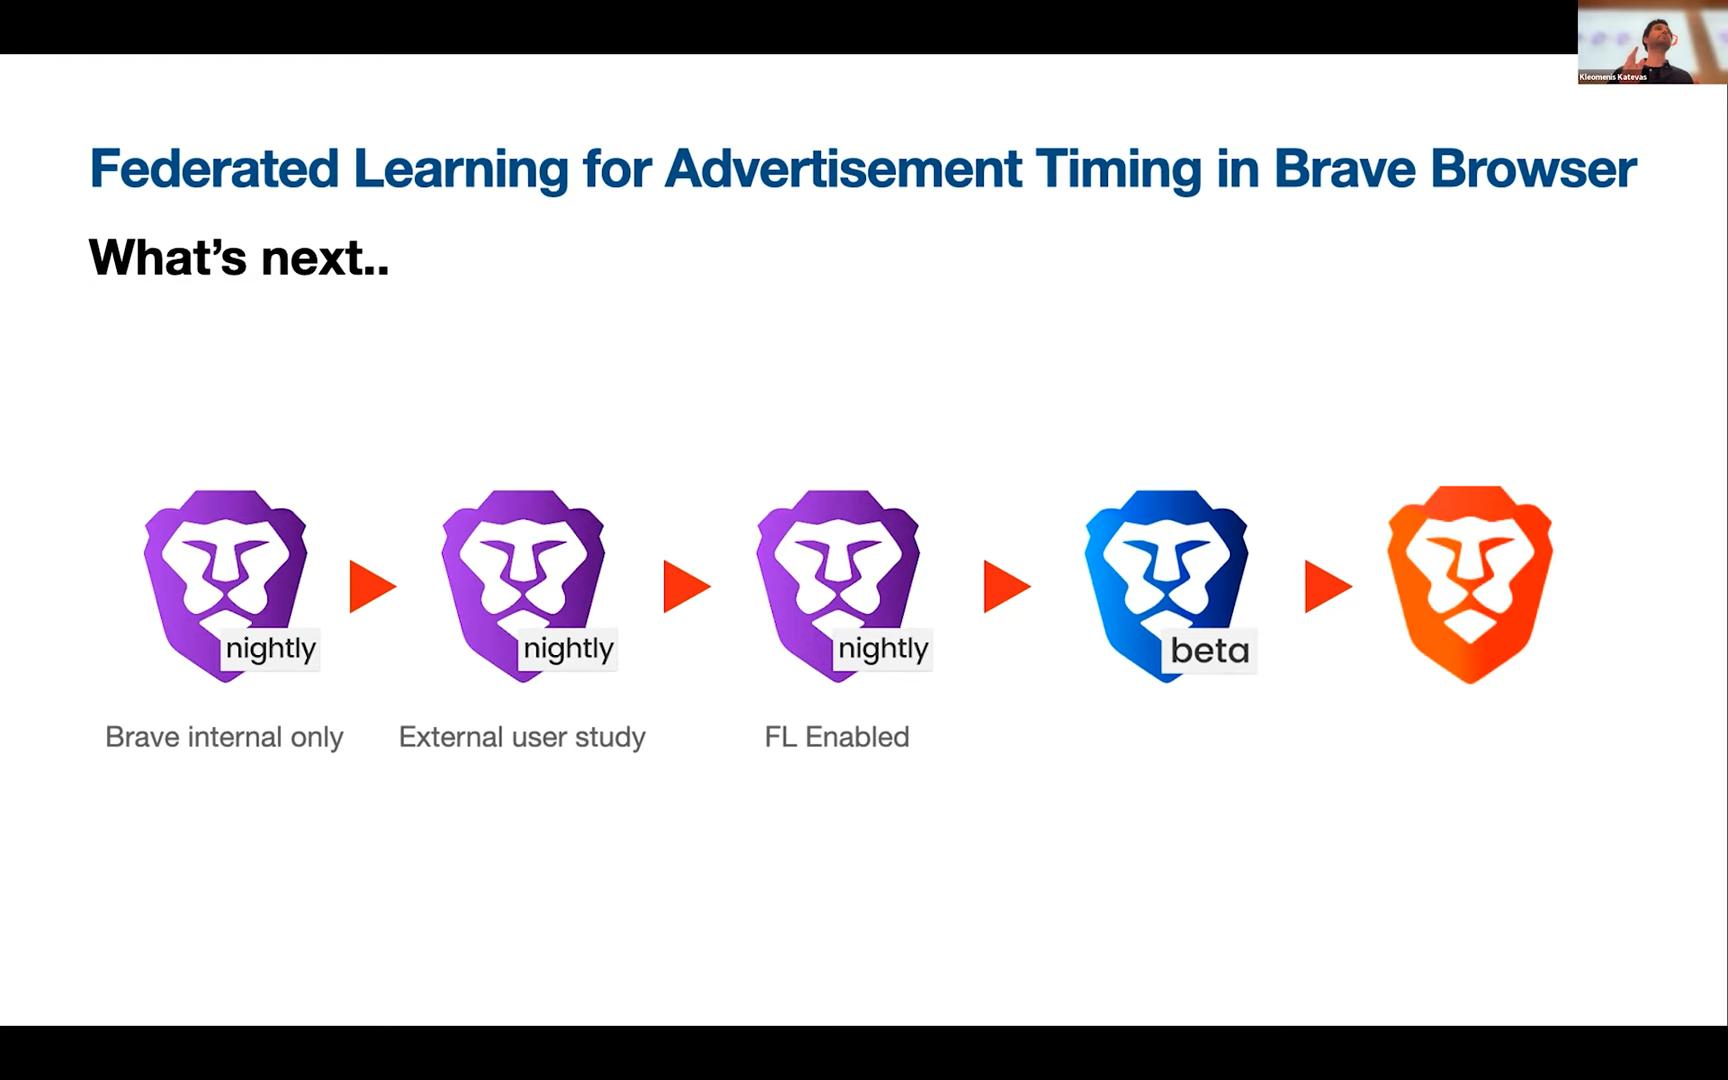 Kleomenis Katevas
Federated Learning for Advertisement Timing in Brave Browser
What's next..
nightly
nightly
nightly
beta
Brave internal only
External user study
FL Enabled